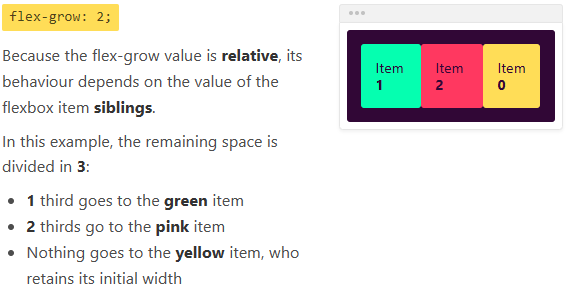 flex-grow: 2;
Because the flex-grow value is relative, its
behaviour depends on the value of the
flexbox item siblings.
In this example, the remaining space is
divided in 3:
1 third goes to the green item
2 thirds go to the pink item
Nothing goes to the yellow item, who
retains its initial width
Item Item Item
1 2 0